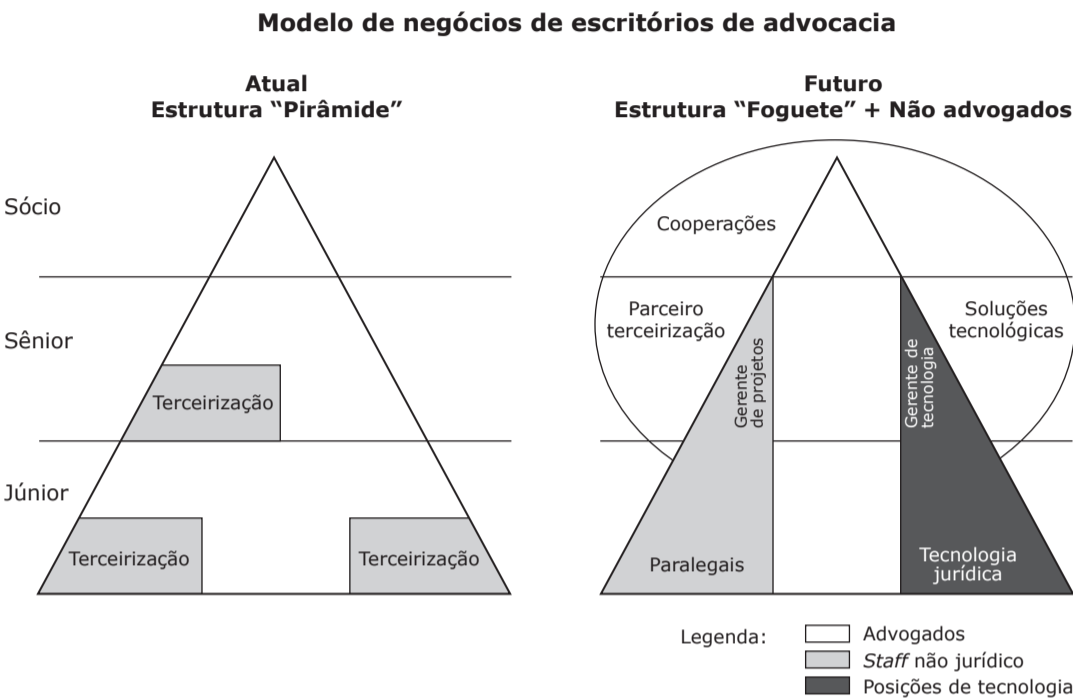 Modelo de negócios de escritórios de advocacia
Atual
Estrutura “Pirâmide”
Sócio
Sênior
Júnior
Terceirização
Terceirização
Terceirização
Futuro
Estrutura “Foguete” + Não advogados
Cooperações
Parceiro
terceirização
Soluções
tecnológicas
Gerente
de projetos
Gerente de
tecnologia
Paralegais
Tecnologia
jurídica
Legenda:
Advogados
Staff não jurídico
Posições de tecnologia